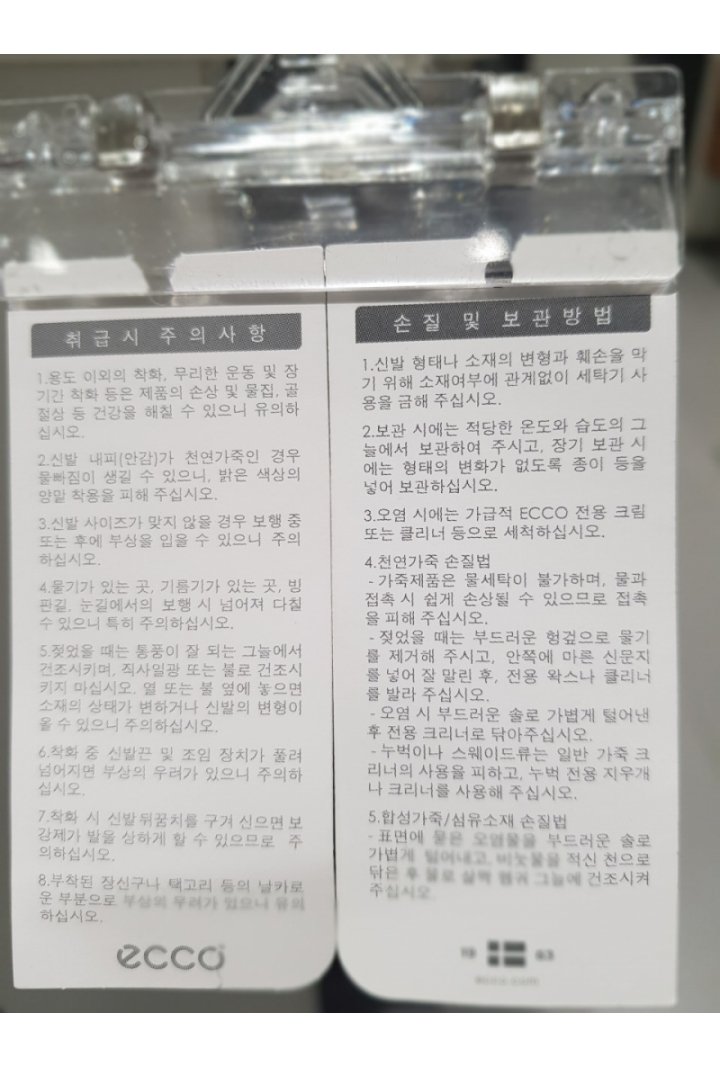 취급시 주의사항
1.용도 이외의 착화, 무리한 운동 및 장
기간 착화 등은 제품의 손상 및 물집, 골
절상 등 건강을 해칠 수 있으니 유의하
십시오.
2.신발 내피(안감)가 천연가죽인 경우
물빠짐이 생길 수 있으니, 밝은 색상의
양말 착용을 피해 주십시오.
3.신발 사이즈가 맞지 않을 경우 보행 중
또는 후에 부상을 입을 수 있으니 주의
하십시오.
4.물기가 있는 곳, 기름기가 있는 곳, 빙
판길, 눈길에서의 보행 시 넘어져 다칠
수 있으니 특히 주의하십시오.
5.젖었을 때는 통풍이 잘 되는 그늘에서
건조시키며, 직사일광 또는 불로 건조시
키지 마십시오. 열 또는 불 옆에 놓으면
소재의 상태가 변하거나 신발의 변형이
올 수 있으니 주의하십시오.
6.착화 중 신발끈 및 조임 장치가 풀려
넘어지면 부상의 우려가 있으니 주의하
십시오.
7.착화 시 신발뒤꿈치를 구겨 신으면 보
강제가 발을 상하게 할 수 있으므로 주
의하십시오.
8.부착된 장신구나 택고리 등의 날카로
운 부분으로 부상의 우려가 있으니 유의
하십시오.
ecco
손질 및 보관방법
1.신발 형태나 소재의 변형과 훼손을 막
기 위해 소재여부에 관계없이 세탁기 사
용을 금해 주십시오.
2.보관 시에는 적당한 온도와 습도의 그
늘에서 보관하여 주시고, 장기 보관 시
에는 형태의 변화가 없도록 종이 등을
넣어 보관하십시오.
3.오염 시에는 가급적 ECCO 전용 크림
또는 클리너 등으로 세척하십시오.
4.천연가죽 손질법
- 가죽제품은 물세탁이 불가하며, 물과
접촉 시 쉽게 손상될 수 있으므로 접촉
을 피해 주십시오.
- 젖었을 때는 부드러운 헝겊으로 물기
를 제거해 주시고, 안쪽에 마른 신문지
를 넣어 잘 말린 후, 전용 왁스나 클리너
를 발라 주십시오.
- 오염 시 부드러운 솔로 가볍게 털어낸
후 전용 크리너로 닦아주십시오.
- 누벅이나 스웨이드류는 일반 가죽 크
리너의 사용을 피하고, 누벅 전용 지우개
나 크리너를 사용해 주십시오.
5.합성가죽/섬유소재 손질법
- 표면에 묻은 오염물을 부드러운 솔로
가볍게 털어내고, 비눗물을 적신 천으로
닦은 후 물로 살짝 헹궈 그늘에 건조시켜
주십시오.
19 63
ecco.com